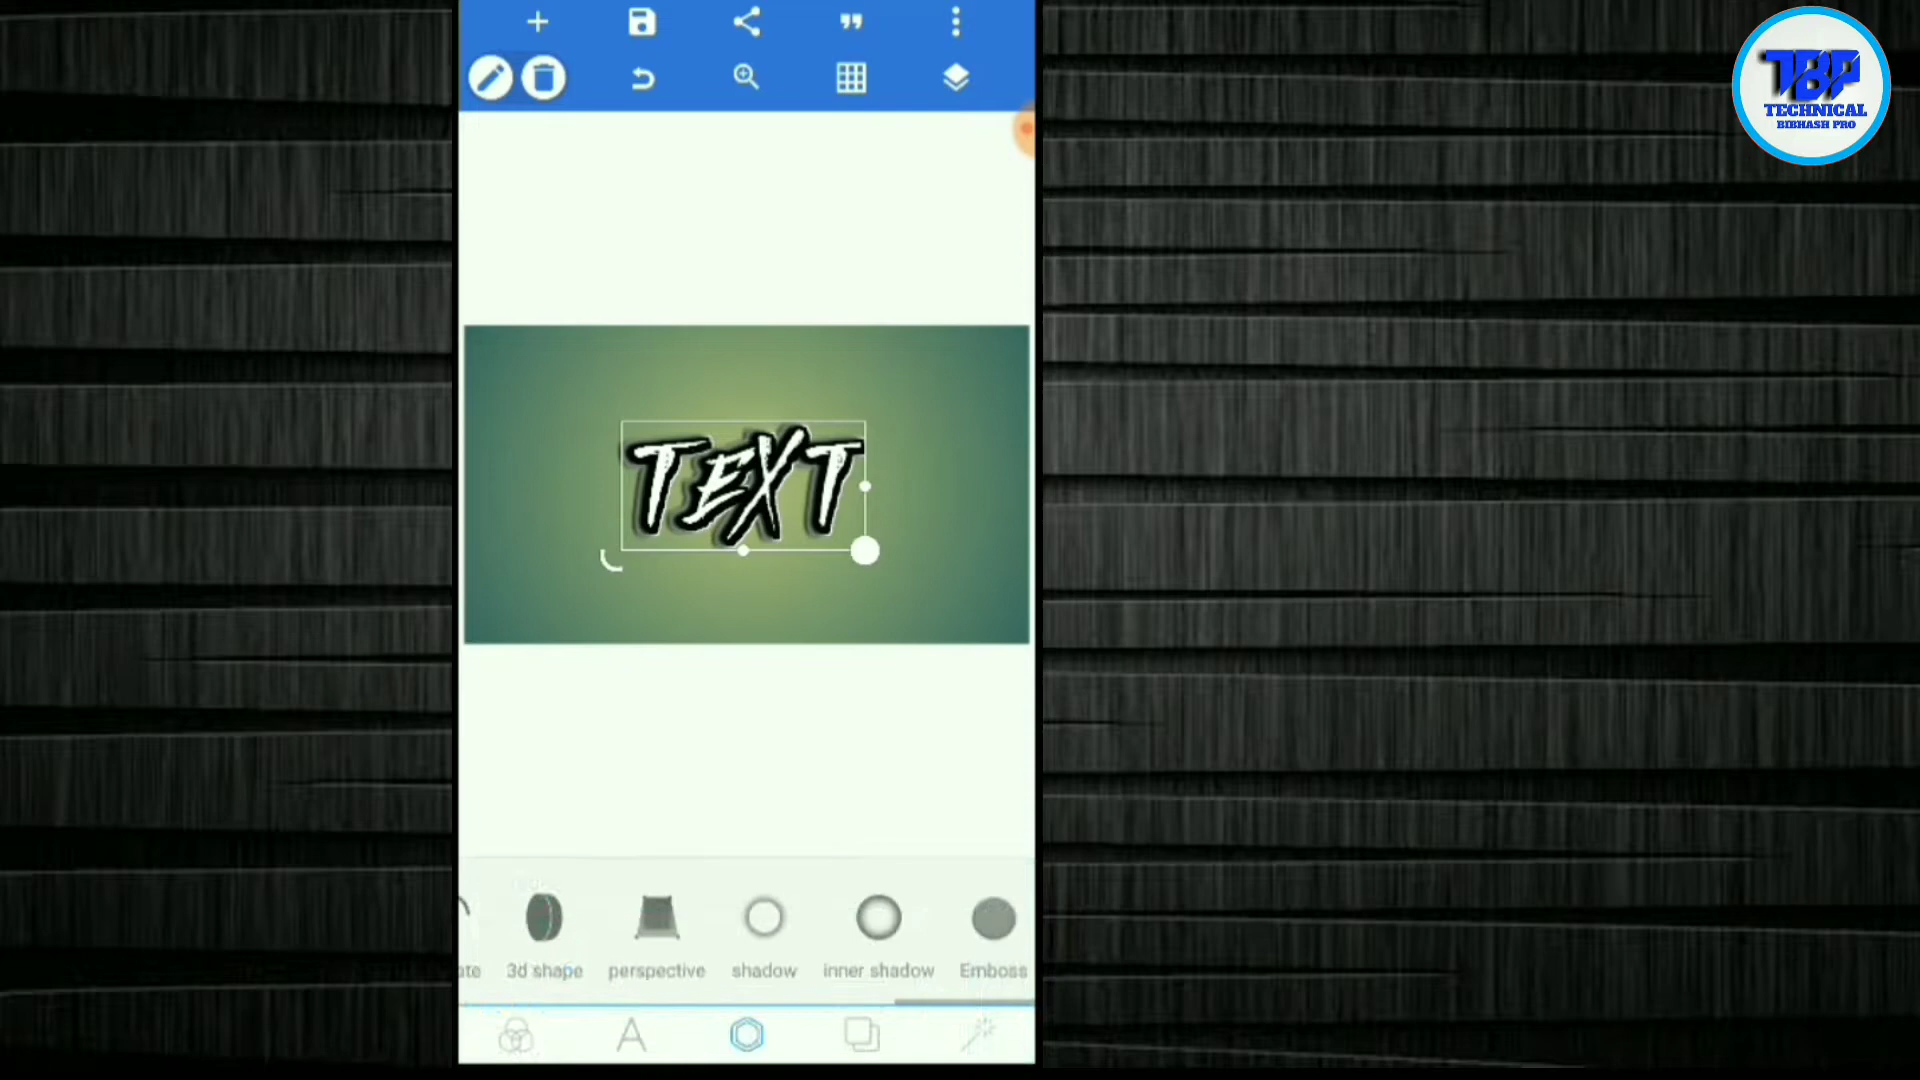 TBP
TECHNICAL
BIBHASH PRO
TEXT
ate 3d shape perspective shadow inner shadow Emboss